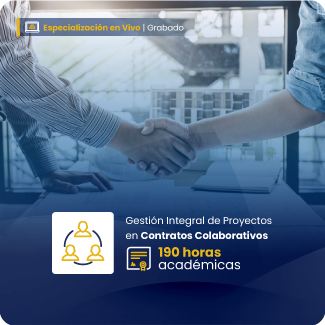 Especialización en Vivo | Grabado
Gestión Integral de Proyectos
en Contratos Colaborativos
190 horas
académicas